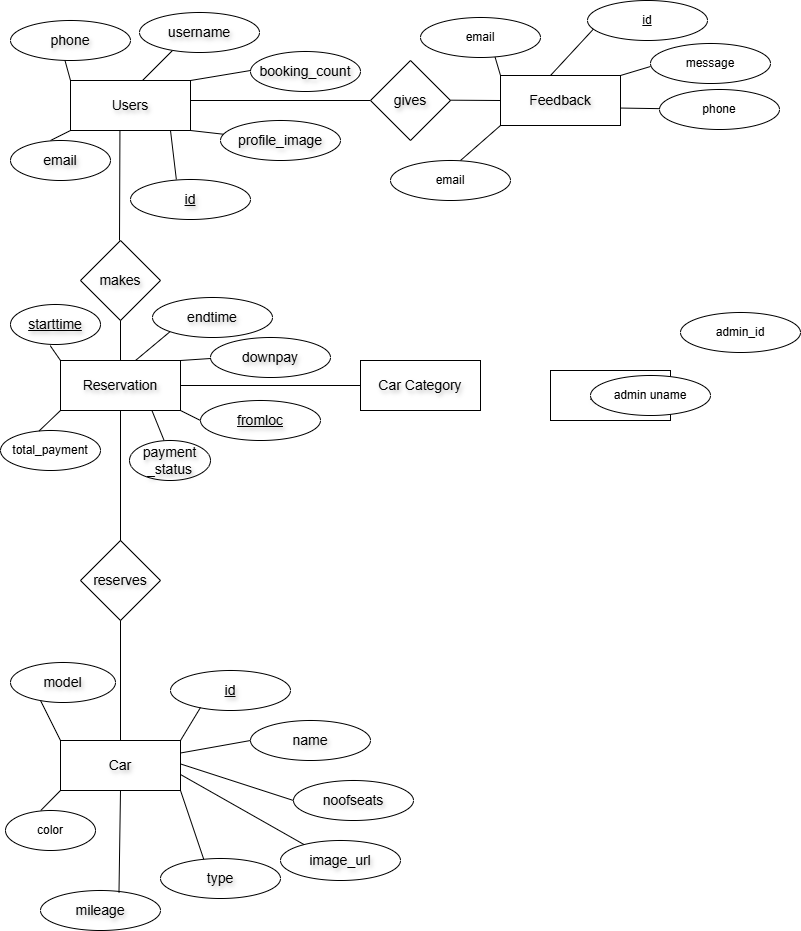 username
id
phone
email
message
booking_count
Users
gives
Feedback
phone
profile_image
email
email
id
makes
endtime
starttime
admin_id
downpay
Reservation
Car Category
admin uname
fromloc
total_payment
payment
_status
reserves
model
id
name
Car
noofseats
color
image_url
type
mileage